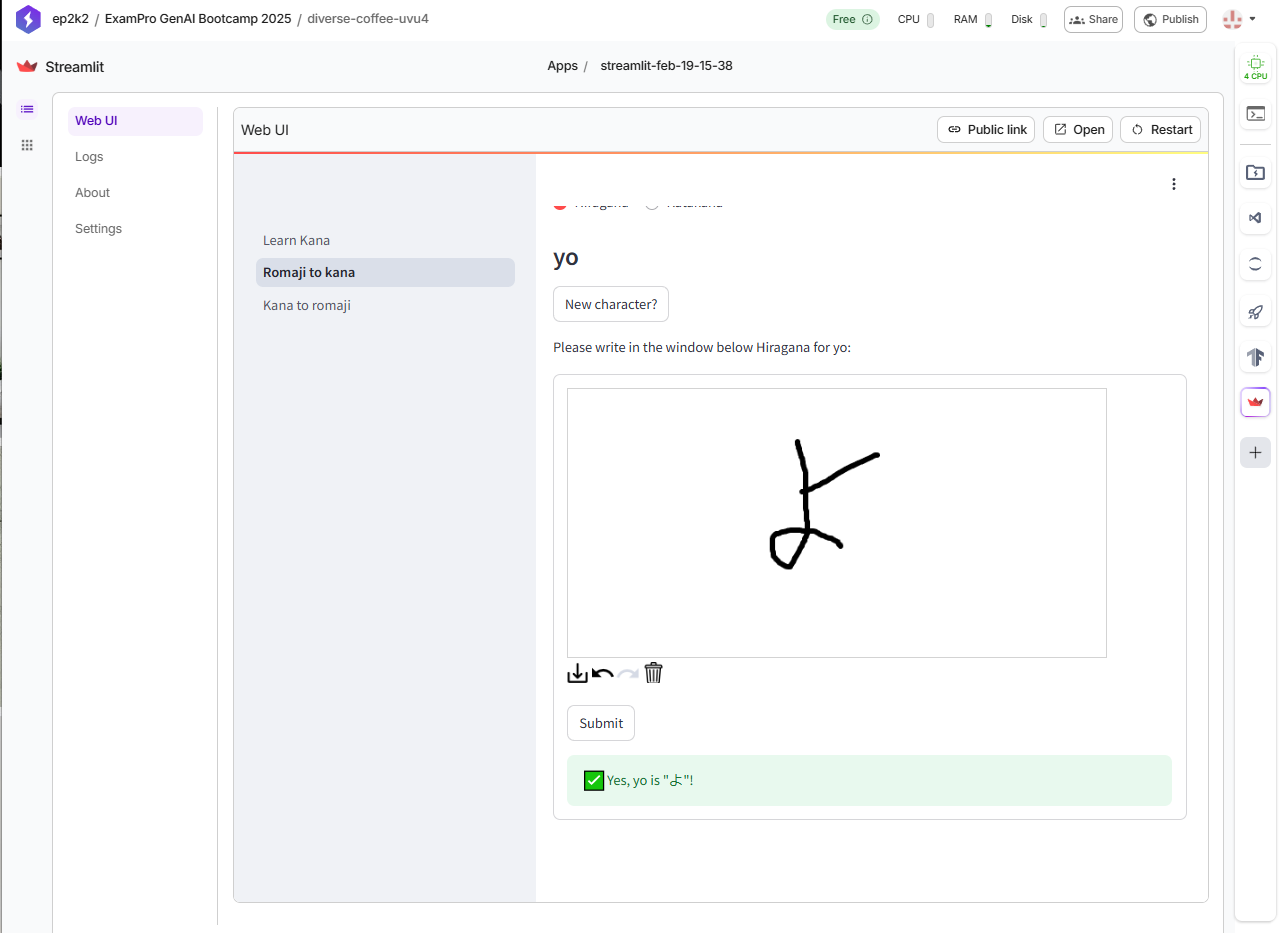 ep2k2 / ExamPro GenAI Bootcamp 2025 / diverse-coffee-uvu4
Free CPU RAM Disk Share Publish
Streamlit
Apps / streamlit-feb-19-15-38
4 CPU
Web UI
Logs
About
Settings
Web UI
Public link Open Restart
Learn Kana
Romaji to kana
Kana to romaji
Hiragana Katakana
yo
New character?
Please write in the window below Hiragana for yo:
よ
Submit
Yes, yo is "よ"!